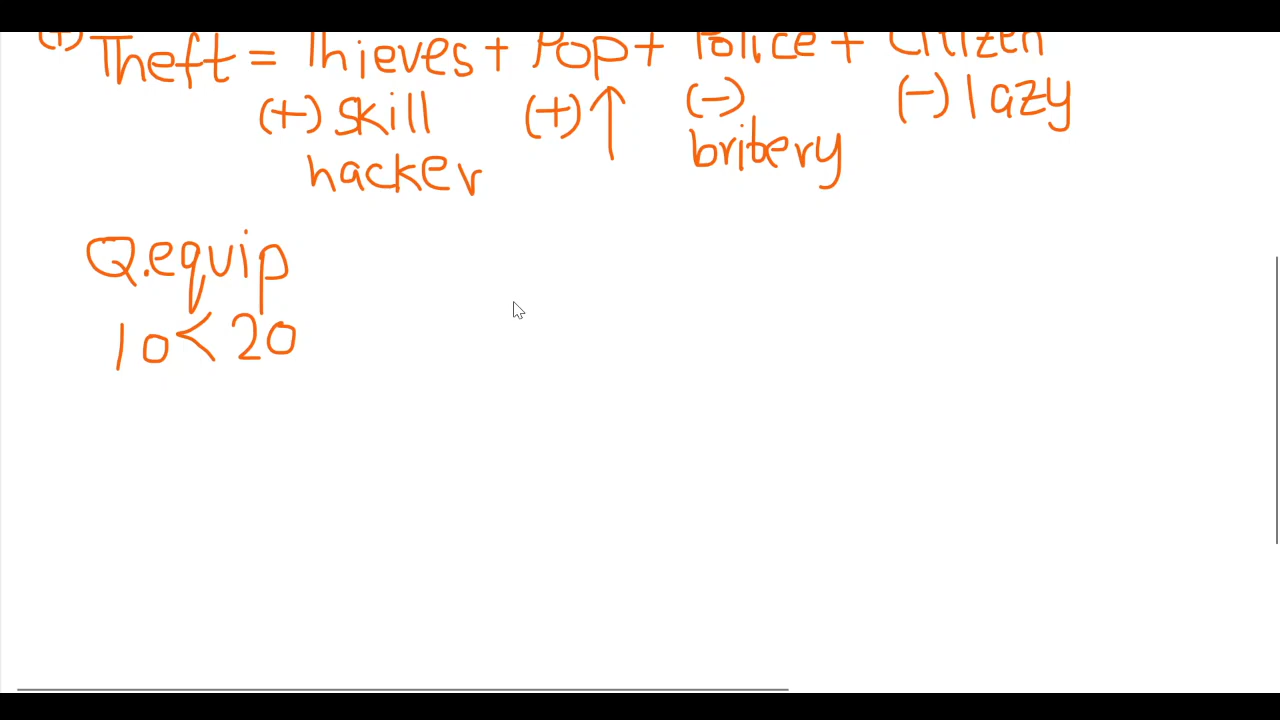 (+) Theft = Thieves + Pop + Police + Citizen
(+) skill (+) ↑ (-) (-) lazy
hacker bribery
Q.equip
10 < 20